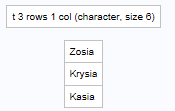 t 3 rows 1 col (character, size 6)
Zosia
Krysia
Kasia